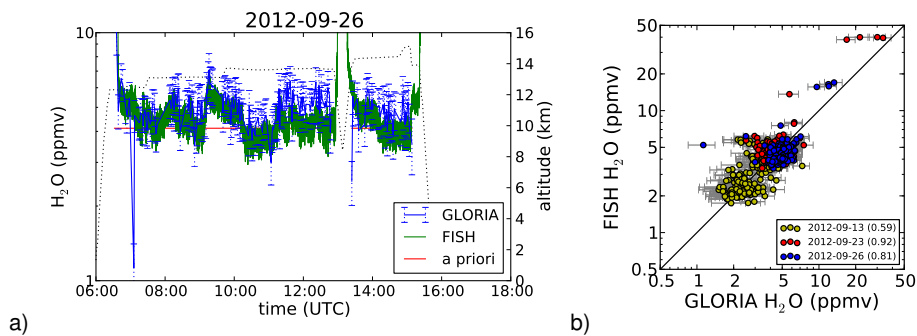 2012-09-26
10
1
H₂O (ppmv)
16
14
12
10
8
6
4
2
0
altitude (km)
GLORIA
FISH
a priori
06:00 08:00 10:00 12:00 14:00 16:00 18:00
time (UTC)
a)
50
20
10
5
2
1
0.5
FISH H₂O (ppmv)
2012-09-13 (0.59)
2012-09-23 (0.92)
2012-09-26 (0.81)
0.5 1 2 5 10 20 50
GLORIA H₂O (ppmv)
b)